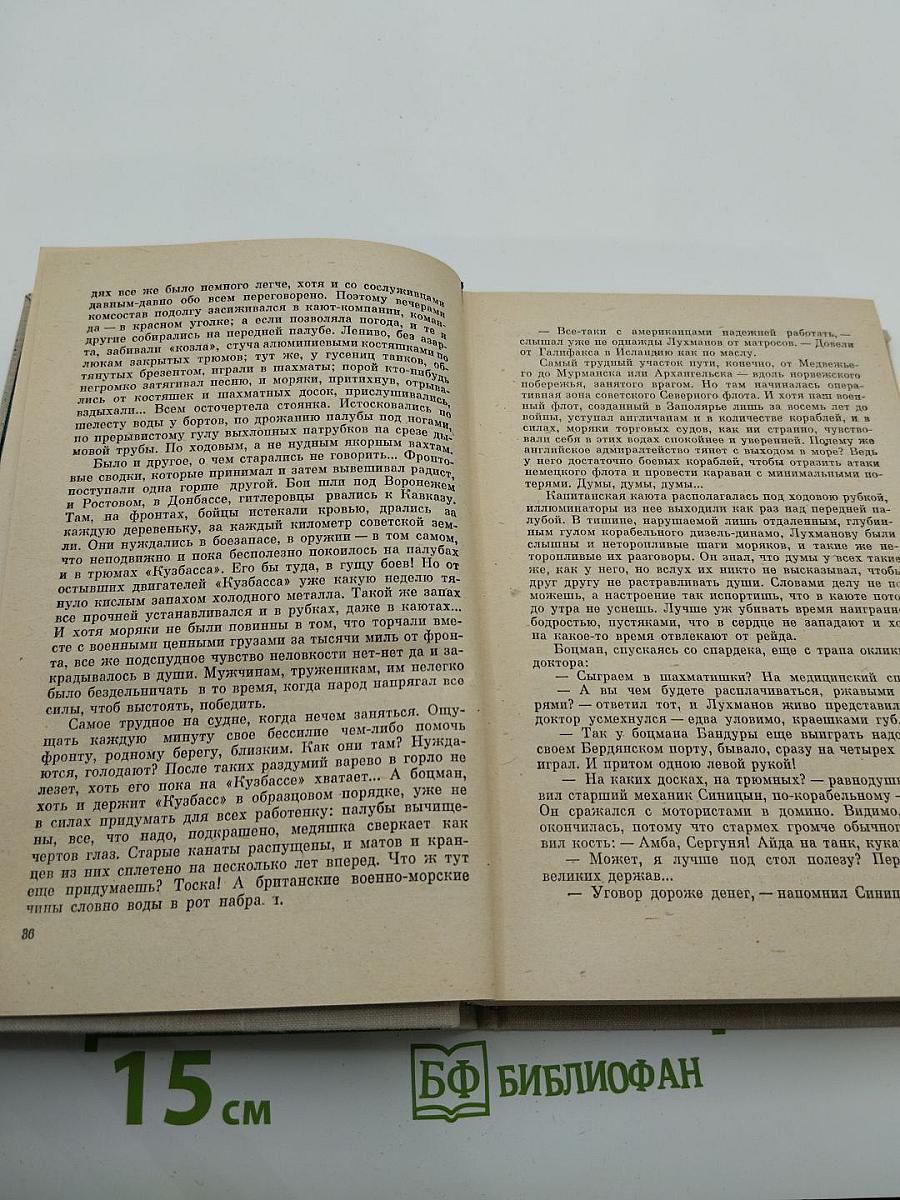 дях все же было немного легче, хотя и со сослуживцами
давным-давно обо всем переговорено. Поэтому вечерами
комсостав подолгу засиживался в кают-компании, коман-
да — в красном уголке; а если позволяла погода, и те и
другие собирались на передней палубе. Лениво, без азар-
та, забивали «козла», стуча алюминиевыми костяшками по
люкам закрытых трюмов; тут же, у гусениц танков, об-
тянутых брезентом, играли в шахматы; порой кто-нибудь
негромко затягивал песню, и моряки, притихнув, отрыва-
лись от костяшек и шахматных досок, прислушивались,
вздыхали... Всем осточертела стоянка. Истосковались по
шелесту воды у бортов, по дрожанию палубы под ногами,
по прерывистому гулу выхлопных патрубков на срезе ды-
мовой трубы. По ходовым, а не нудным якорным вахтам.
Было и другое, о чем старались не говорить... Фронто-
вые сводки, которые принимал и затем вывешивал радист,
поступали одна горше другой. Бои шли под Воронежем
и Ростовом, в Донбассе, гитлеровцы рвались к Кавказу.
Там, на фронтах, бойцы истекали кровью, дрались за
каждую деревеньку, за каждый километр советской зем-
ли. Они нуждались в боезапасе, в оружии — в том самом,
что неподвижно и пока бесполезно покоилось на палубах
и в трюмах «Кузбасса». Его бы туда, в гущу боев! Но от
остывших двигателей «Кузбасса» уже какую неделю тя-
нуло кислым запахом холодного металла. Такой же запах
все прочней устанавливался и в рубках, даже в каютах...
И хотя моряки не были повинны в том, что торчали вме-
сте с военными ценными грузами за тысячи миль от фрон-
та, все же подспудное чувство неловкости нет-нет да и за-
крадывалось в души. Мужчинам, труженикам, им нелегко
было бездельничать в то время, когда народ напрягал все
силы, чтоб выстоять, победить.
Самое трудное на судне, когда нечем заняться. Ощу-
щать каждую минуту свое бессилие чем-либо помочь
фронту, родному берегу, близким. Как они там? Нужда-
ются, голодают? После таких раздумий варево в горло не
лезет, хоть его пока на «Кузбассе» хватает... А боцман,
хоть и держит «Кузбасс» в образцовом порядке, уже не
в силах придумать для всех работенку: палубы вычище-
ны, все, что надо, подкрашено, медяшка сверкает как
чертов глаз. Старые канаты распущены, и матов и кран-
цев из них сплетено на несколько лет вперед. Что ж тут
еще придумаешь? Тоска! А британские военно-морские
чины словно воды в рот набра. и.
36
— Все-таки с американцами надежней работать, —
слышал уже не однажды Лухманов от матросов. — Довели
от Галифакса в Исландию как по маслу.
Самый трудный участок пути, конечно, от Медвежье-
го до Мурманска или Архангельска — вдоль норвежского
побережья, занятого врагом. Но там начиналась опера-
тивная зона советского Северного флота. И хотя наш воен-
ный флот, созданный в Заполярье лишь за восемь лет до
войны, уступал англичанам и в количестве кораблей, и в
силах, моряки торговых судов, как ни странно, чувство-
вали себя в этих водах спокойнее и уверенней. Почему же
английское адмиралтейство тянет с выходом в море? Ведь
у него достаточно боевых кораблей, чтобы отразить атаки
немецкого флота и провести караван с минимальными по-
терями. Думы, думы, думы...
Капитанская каюта располагалась под ходовою рубкой,
иллюминаторы из нее выходили как раз над передней па-
лубой. В тишине, нарушаемой лишь отдаленным, глубин-
ным гулом корабельного дизель-динамо, Лухманову были
слышны и неторопливые шаги моряков, и такие же не-
торопливые их разговоры. Он знал, что думы у всех такие
же, как у него, но вслух их никто не высказывал, чтобы
друг другу не растравливать души. Словами делу не по
можешь, а настроение так испортишь, что в каюте пото
до утра не уснешь. Лучше уж убивать время наигранн
бодростью, пустяками, что в сердце не западают и хо
на какое-то время отвлекают от рейда.
Боцман, спускаясь со спардека, еще с трапа оклик
доктора:
— Сыграем в шахматишки? На медицинский сп
— А вы чем будете расплачиваться, ржавыми
рями? — ответил тот, и Лухманов живо представил
доктор усмехнулся — едва уловимо, краешками губ.
— Так у боцмана Бандуры еще выиграть надо
своем Бердянском порту, бывало, сразу на четырех
играл. И притом одною левой рукой!
— На каких досках, на трюмных? — равнодушн
вил старший механик Синицын, по-корабельному —
Он сражался с мотористами в домино. Видимо,
окончилась, потому что стармех громче обычног
вил кость: — Амба, Сергуня! Айда на танк, кука
— Может, я лучше под стол полезу? Пер
великих держав...
— Уговор дороже денег, — напомнил Синиц
15 см
БФ БИБЛИОФАН